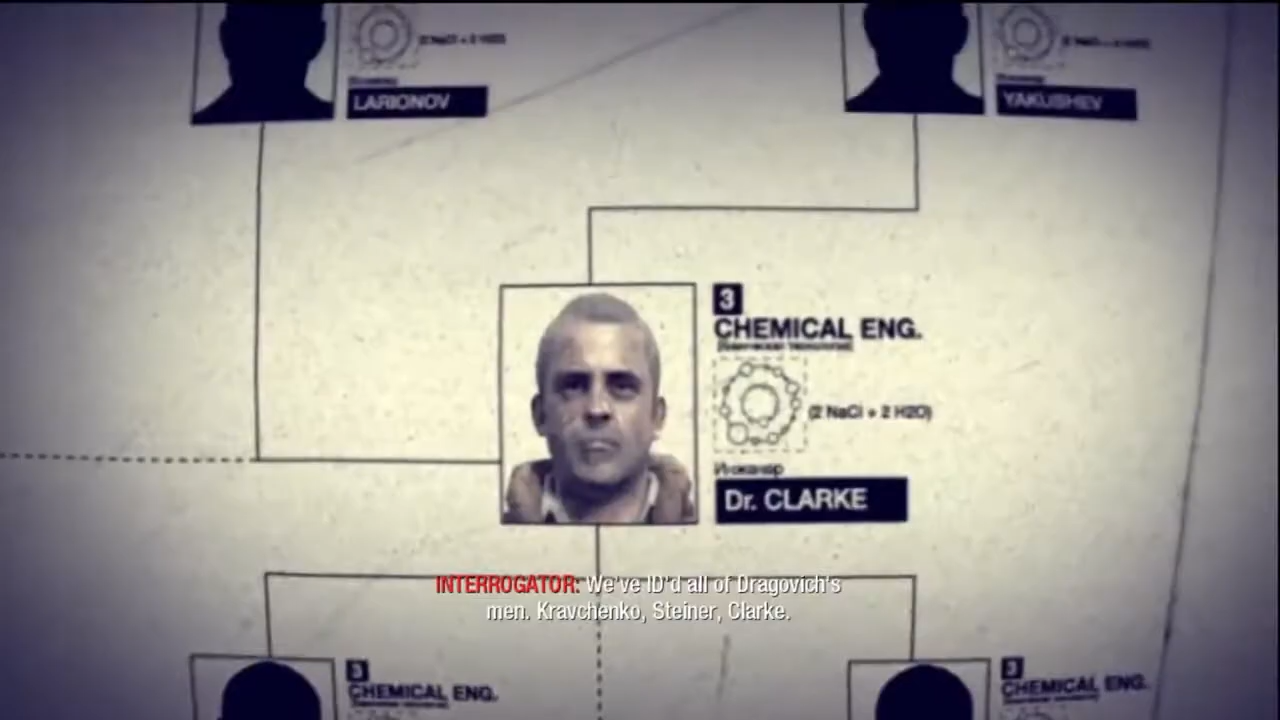 LARIONOV
YAKUSHEV
3
CHEMICAL ENG.
(2 NaCl + 2 H2O)
Инженер
Dr. CLARKE
INTERROGATOR: We've ID'd all of Dragovich's
men. Kravchenko, Steiner, Clarke.
3
CHEMICAL ENG.
3
CHEMICAL ENG.